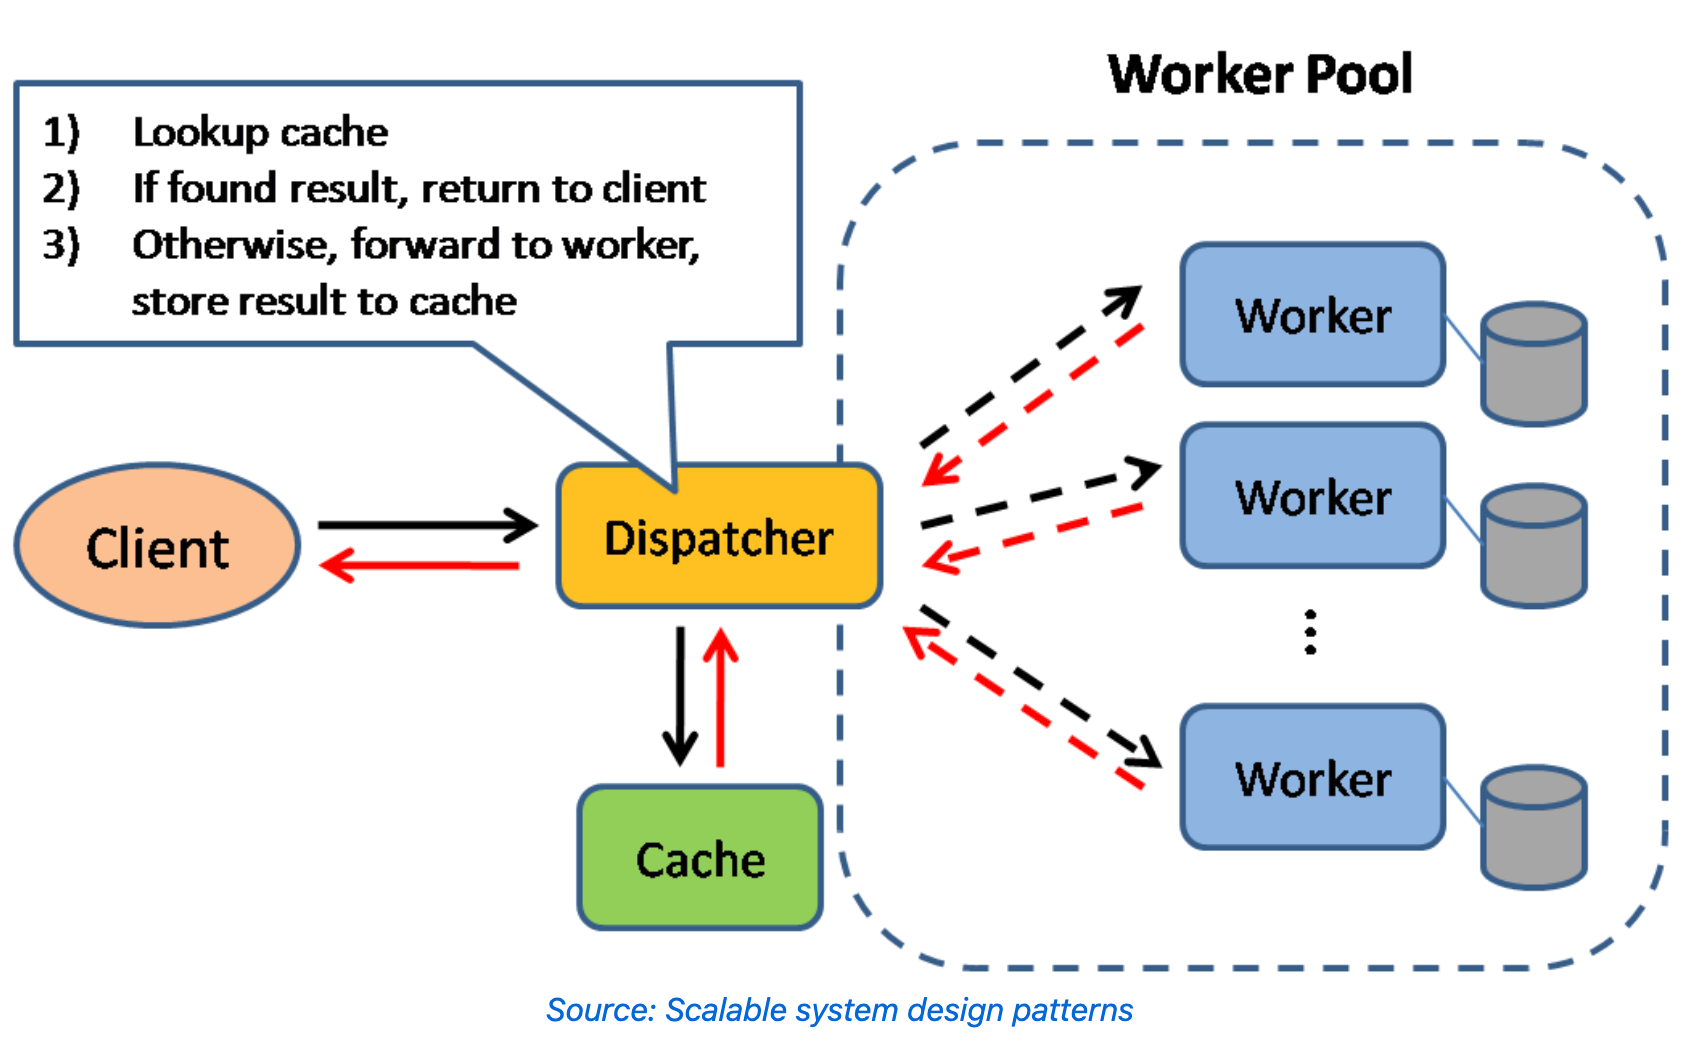 Worker Pool
1) Lookup cache
2) If found result, return to client
3) Otherwise, forward to worker,
store result to cache
Worker
Worker
Client
Dispatcher
Worker
Cache
Source: Scalable system design patterns